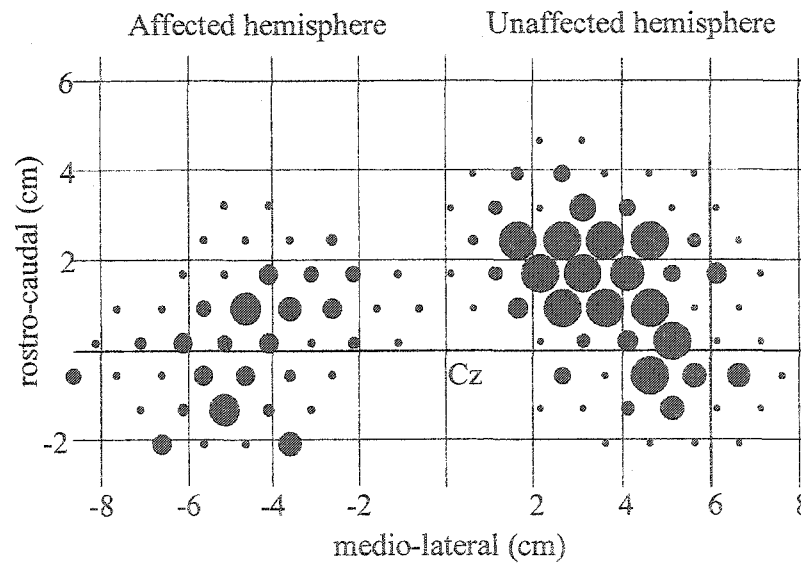 Affected hemisphere
Unaffected hemisphere
6
4
2
-2
rostro-caudal (cm)
Cz
-8 -6 -4 -2 2 4 6 8
medio-lateral (cm)